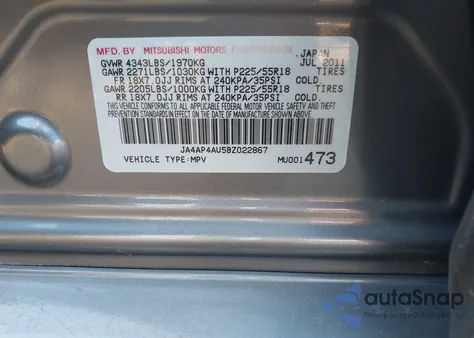 MFD. BY MITSUBISHI MOTORS CORPORATION JAPAN
GVWR 4343LBS/1970KG JUL 2011
GAWR 2271LBS/1030KG WITH P225/55R18 TIRES
FR 18X7.0JJ RIMS AT 240KPA/35PSI COLD
GAWR 2205LBS/1000KG WITH P225/55R18 TIRES
RR 18X7.0JJ RIMS AT 240KPA/35PSI COLD.
THIS VEHICLE CONFORMS TO ALL APPLICABLE FEDERAL MOTOR VEHICLE SAFETY, BUMPER, AND THEFT
PREVENTION STANDARDS IN EFFECT ON THE DATE OF MANUFACTURE SHOWN ABOVE.
JA4AP4AU5BZ022867
VEHICLE TYPE:MPV MU001473
autoSnap